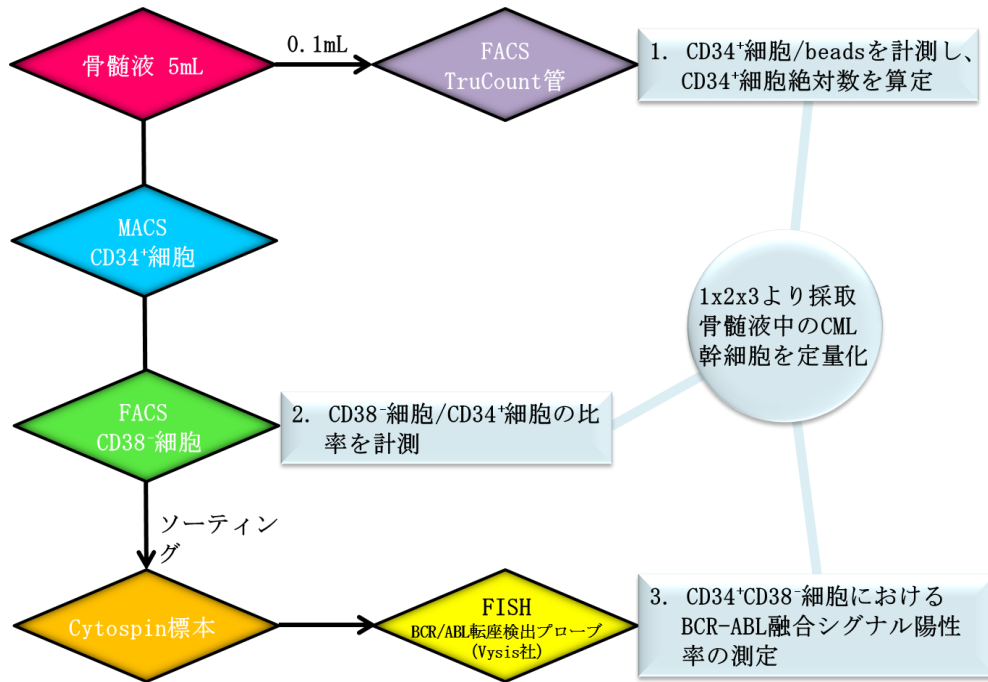 骨髄液 5mL
0.1mL
FACS
TruCount管
1. CD34⁺細胞/beadsを計測し、
CD34⁺細胞絶対数を算定
MACS
CD34⁺細胞
1x2x3より採取
骨髄液中のCML
幹細胞を定量化
FACS
CD38⁻細胞
2. CD38⁻細胞/CD34⁺細胞の比
率を計測
ソーティン
グ
Cytospin標本
FISH
BCR/ABL転座検出プローブ
(Vysis社)
3. CD34⁺CD38⁻細胞における
BCR-ABL融合シグナル陽性
率の測定